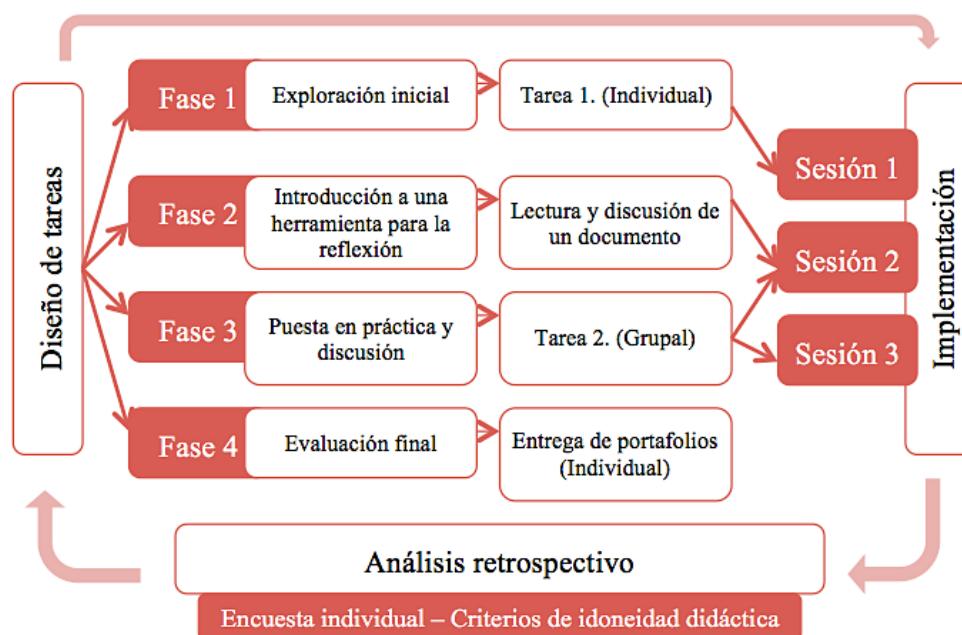 Diseño de tareas
Fase 1
Exploración inicial
Tarea 1. (Individual)
Fase 2
Introducción a una
herramienta para la
reflexión
Lectura y discusión de
un documento
Fase 3
Puesta en práctica y
discusión
Tarea 2. (Grupal)
Fase 4
Evaluación final
Entrega de portafolios
(Individual)
Sesión 1
Sesión 2
Sesión 3
Implementación
Análisis retrospectivo
Encuesta individual – Criterios de idoneidad didáctica